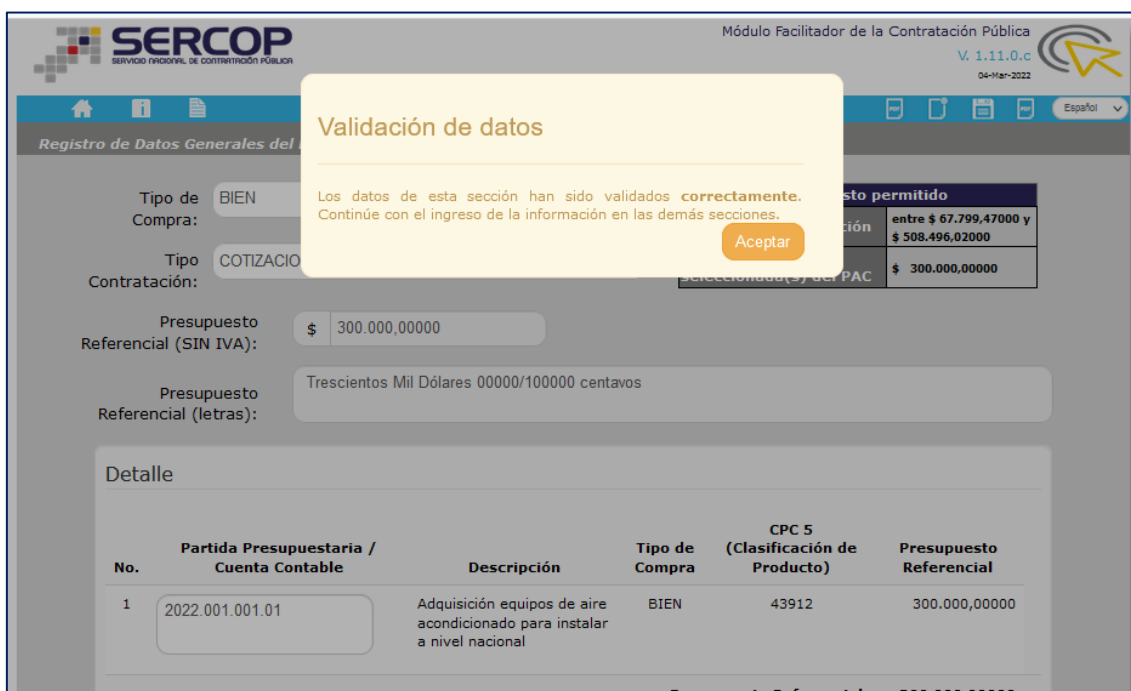 SERCOP
SERVICIO NACIONAL DE CONTRATACIÓN PÚBLICA
Módulo Facilitador de la Contratación Pública
V. 1.11.0.c
04-Mar-2022
Español
Registro de Datos Generales del
Validación de datos
Los datos de esta sección han sido validados correctamente.
Continúe con el ingreso de la información en las demás secciones.
Aceptar
Tipo de
Compra:
BIEN
Tipo
Contratación:
COTIZACIO
permitido
entre $ 67.799,47000 y
$ 508.496,02000
PAC
$ 300.000,00000
Presupuesto
Referencial (SIN IVA):
$ 300.000,00000
Presupuesto
Referencial (letras):
Trescientos Mil Dólares 00000/100000 centavos
Detalle
No.
Partida Presupuestaria /
Cuenta Contable
Descripción
Tipo de
Compra
CPC 5
(Clasificación de
Producto)
Presupuesto
Referencial
1
2022.001.001.01
Adquisición equipos de aire
acondicionado para instalar
a nivel nacional
BIEN
43912
300.000,00000